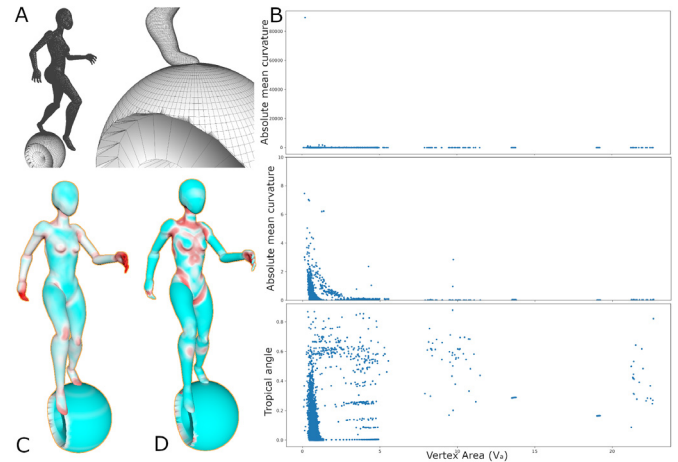 A
B
Absolute mean curvature
80000
60000
40000
20000
0
Absolute mean curvature
10
8
6
4
2
0
Tropical angle
0.8
0.6
0.4
0.2
0.0
0 5 10 15 20
Vertex Area (Vₐ)
C
D